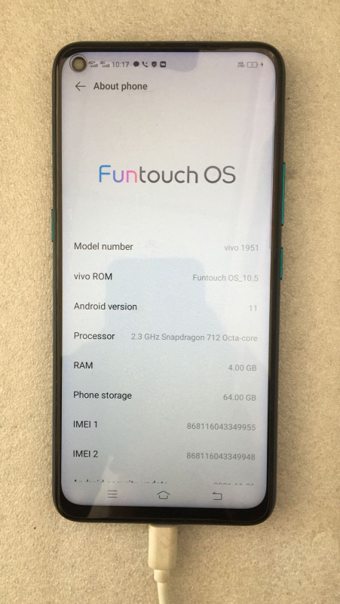 10:17
About phone
Funtouch OS
Model number vivo 1951
vivo ROM Funtouch OS_10.5
Android version 11
Processor 2.3 GHz Snapdragon 712 Octa-core
RAM 4.00 GB
Phone storage 64.00 GB
IMEI 1 868116043349955
IMEI 2 868116043349948